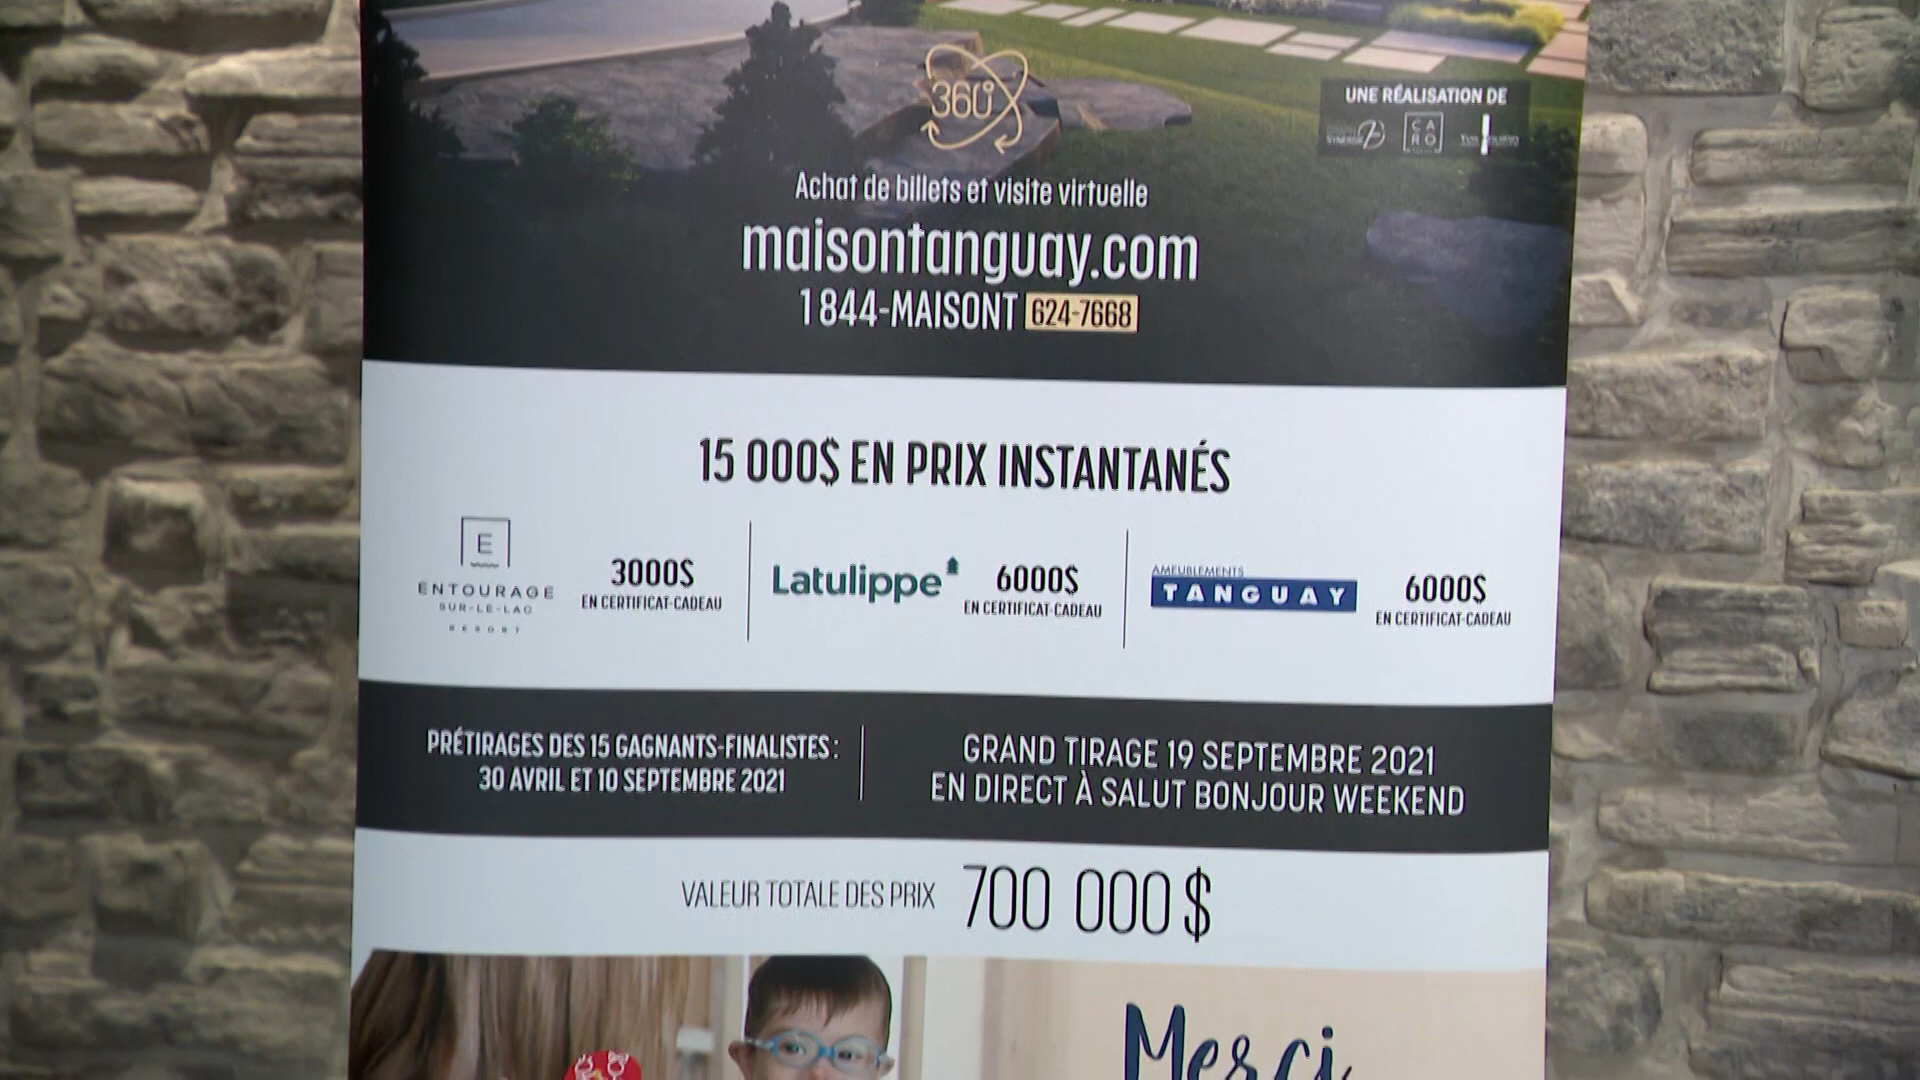 360°
UNE RÉALISATION DE
SYNERGIE
CA
RO
Achat de billets et visite virtuelle
maisontanguay.com
1 844-MAISONT 624-7668
15 000$ EN PRIX INSTANTANÉS
E
ENTOURAGE
SUR-LE-LAC
RESORT
3000$
EN CERTIFICAT-CADEAU
Latulippe
6000$
EN CERTIFICAT-CADEAU
AMEUBLEMENTS
TANGUAY
6000$
EN CERTIFICAT-CADEAU
PRÉTIRAGES DES 15 GAGNANTS-FINALISTES :
30 AVRIL ET 10 SEPTEMBRE 2021
GRAND TIRAGE 19 SEPTEMBRE 2021
EN DIRECT À SALUT BONJOUR WEEKEND
VALEUR TOTALE DES PRIX 700 000 $
Merci